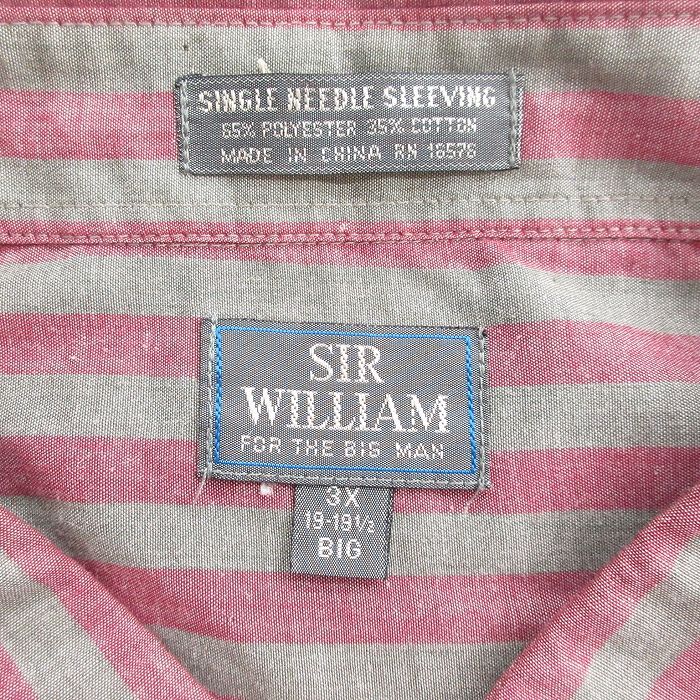 SINGLE NEEDLE SLEEVING
65% POLYESTER 35% COTTON
MADE IN CHINA RN 16576
SIR
WILLIAM
FOR THE BIG MAN
3X
19-19½
BIG